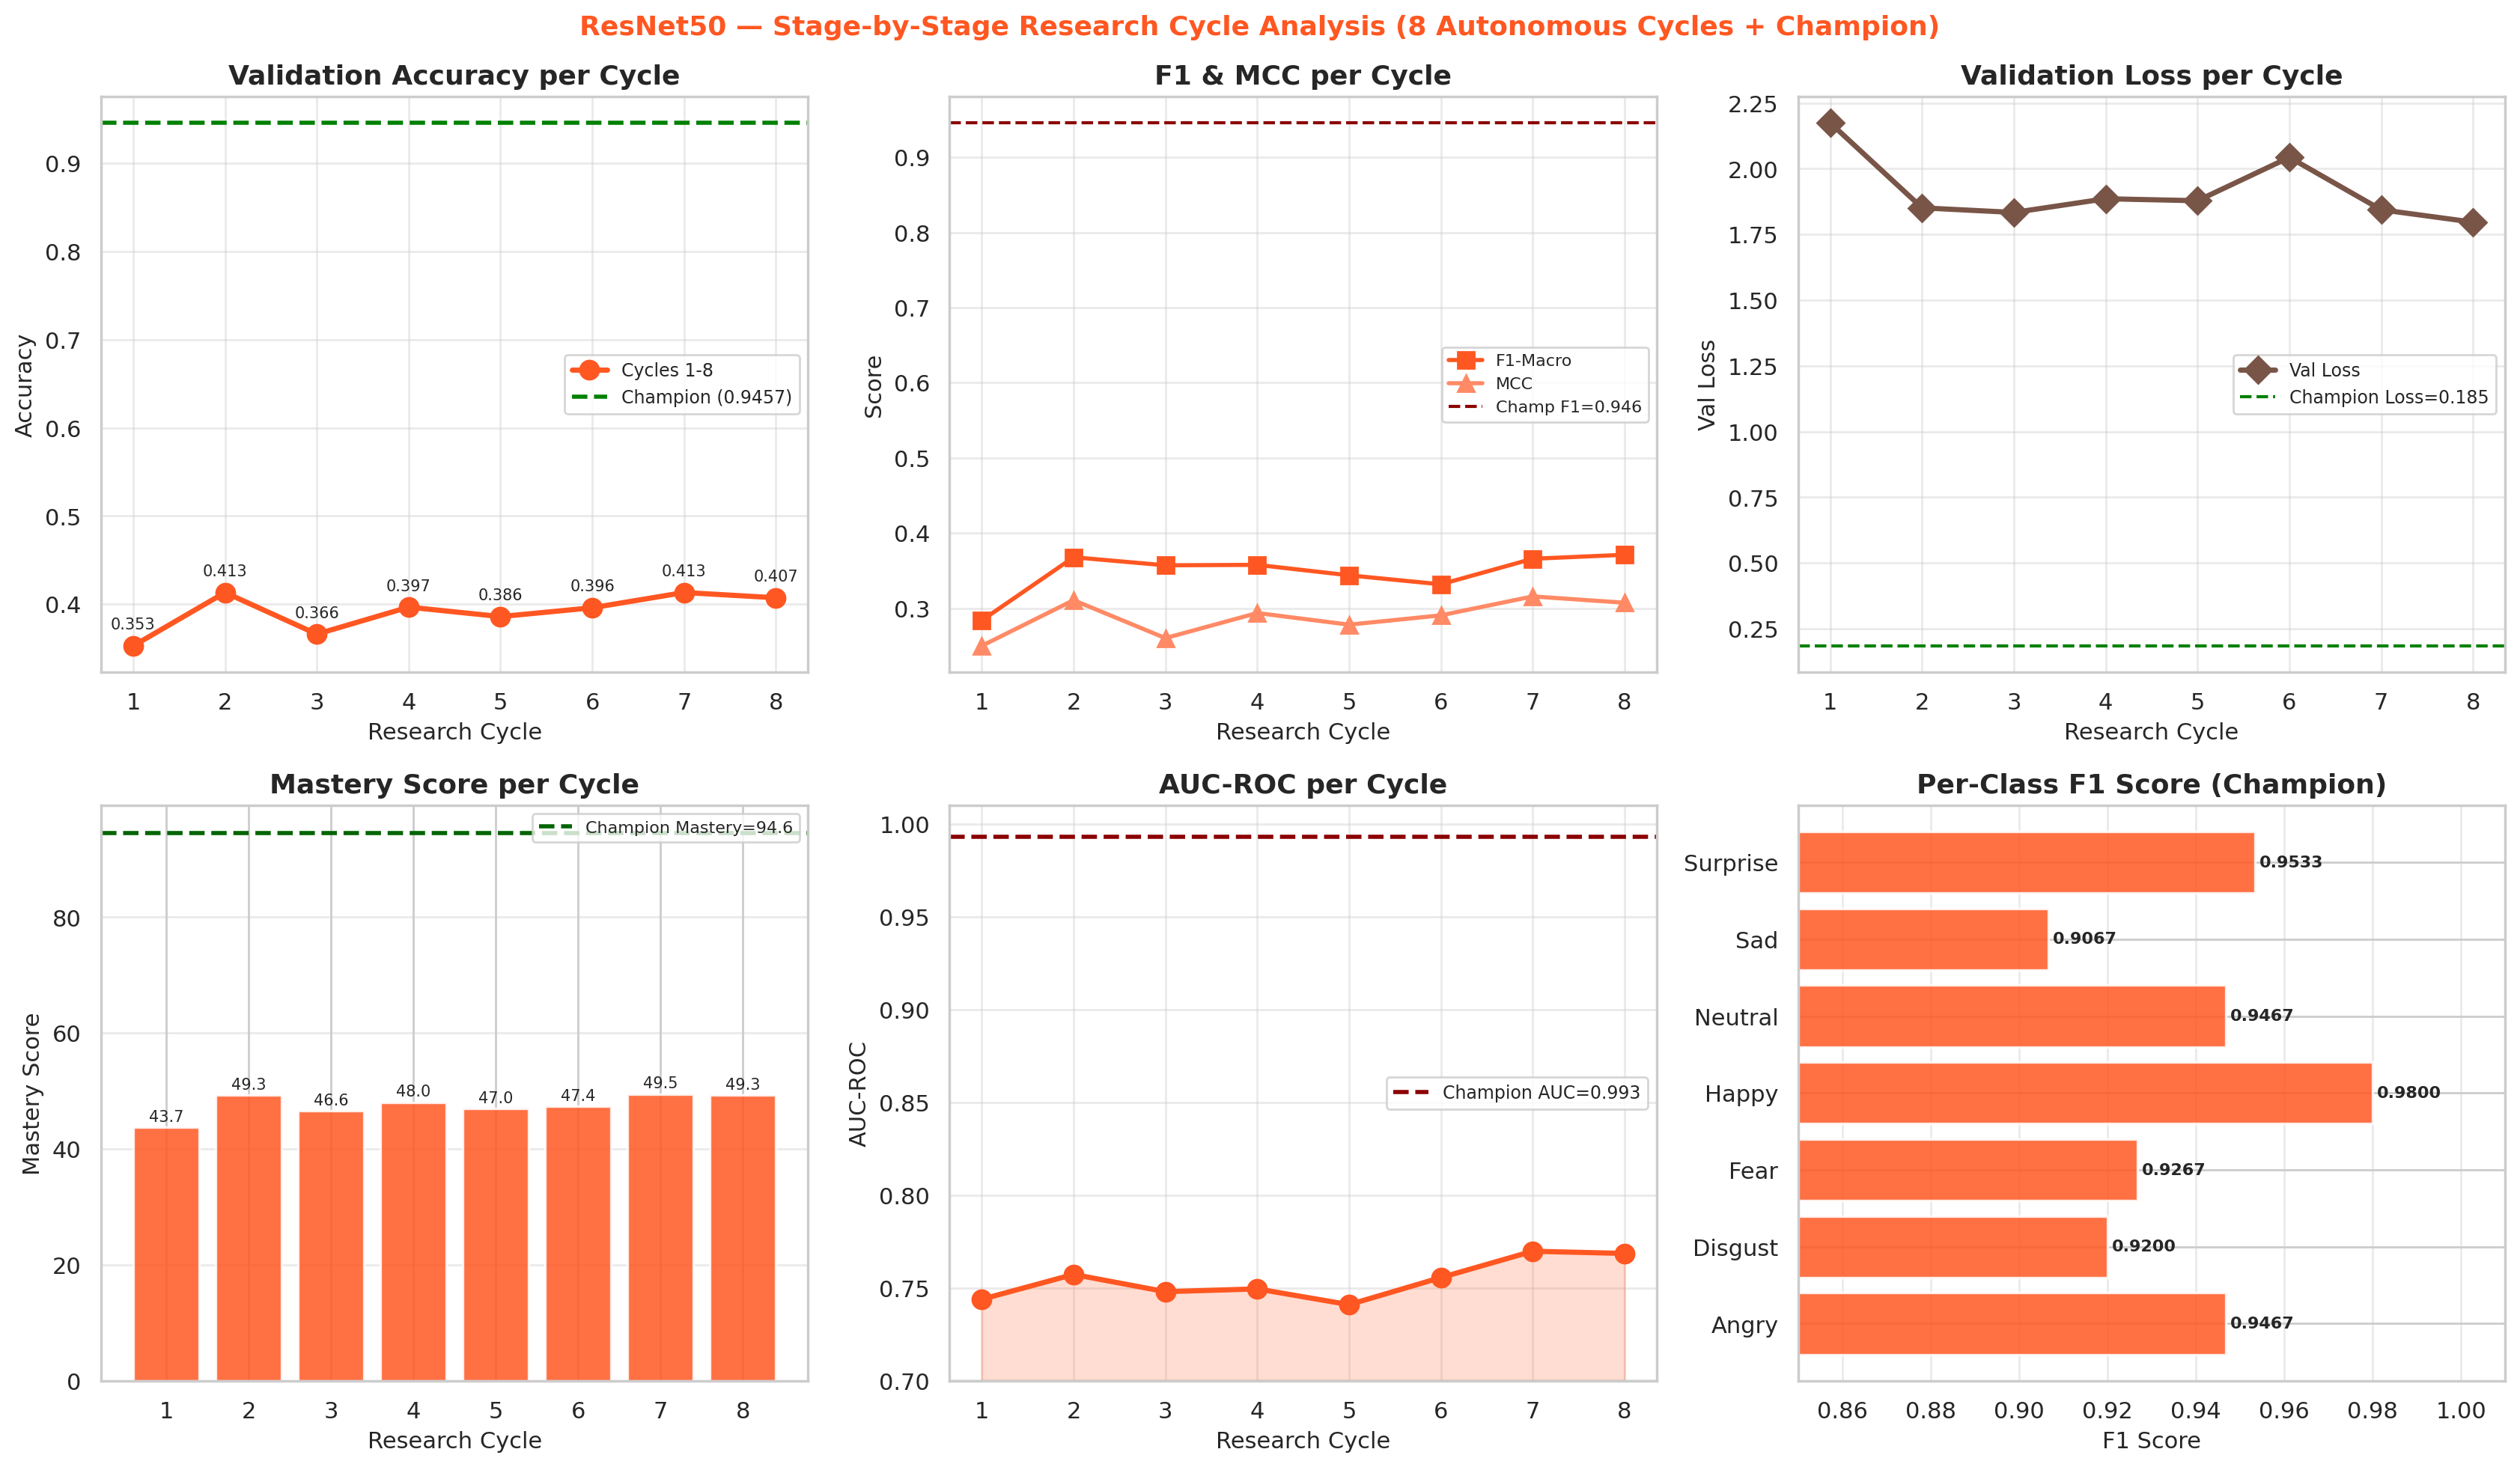 ResNet50 — Stage-by-Stage Research Cycle Analysis (8 Autonomous Cycles + Champion)
Validation Accuracy per Cycle
Accuracy
0.9
0.8
0.7
0.6
0.5
0.4
0.353
0.413
0.366
0.397
0.386
0.396
0.413
0.407
Cycles 1-8
Champion (0.9457)
1 2 3 4 5 6 7 8
Research Cycle
F1 & MCC per Cycle
Score
0.9
0.8
0.7
0.6
0.5
0.4
0.3
F1-Macro
MCC
Champ F1=0.946
1 2 3 4 5 6 7 8
Research Cycle
Validation Loss per Cycle
Val Loss
2.25
2.00
1.75
1.50
1.25
1.00
0.75
0.50
0.25
Val Loss
Champion Loss=0.185
1 2 3 4 5 6 7 8
Research Cycle
Mastery Score per Cycle
Mastery Score
80
60
40
20
0
Champion Mastery=94.6
43.7
49.3
46.6
48.0
47.0
47.4
49.5
49.3
1 2 3 4 5 6 7 8
Research Cycle
AUC-ROC per Cycle
AUC-ROC
1.00
0.95
0.90
0.85
0.80
0.75
0.70
Champion AUC=0.993
1 2 3 4 5 6 7 8
Research Cycle
Per-Class F1 Score (Champion)
Surprise 0.9533
Sad 0.9067
Neutral 0.9467
Happy 0.9800
Fear 0.9267
Disgust 0.9200
Angry 0.9467
0.86 0.88 0.90 0.92 0.94 0.96 0.98 1.00
F1 Score